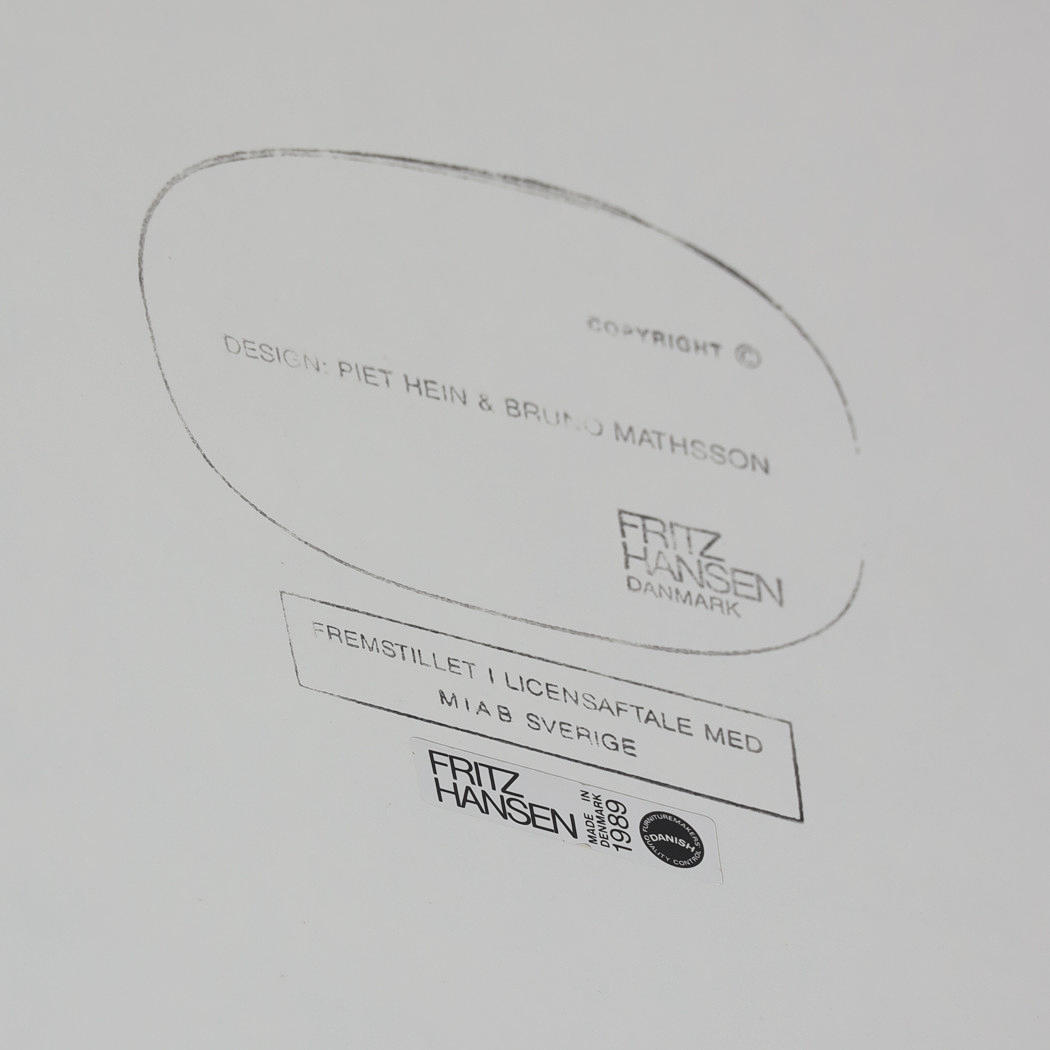 COPYRIGHT ©
DESIGN: PIET HEIN & BRUNO MATHSSON
FRITZ
HANSEN
DANMARK
FREMSTILLET I LICENSAFTALE MED
MIAB SVERIGE
FRITZ
HANSEN
MADE IN
DENMARK
1989
FURNITUREMAKERS
DANISH
QUALITY CONTROL